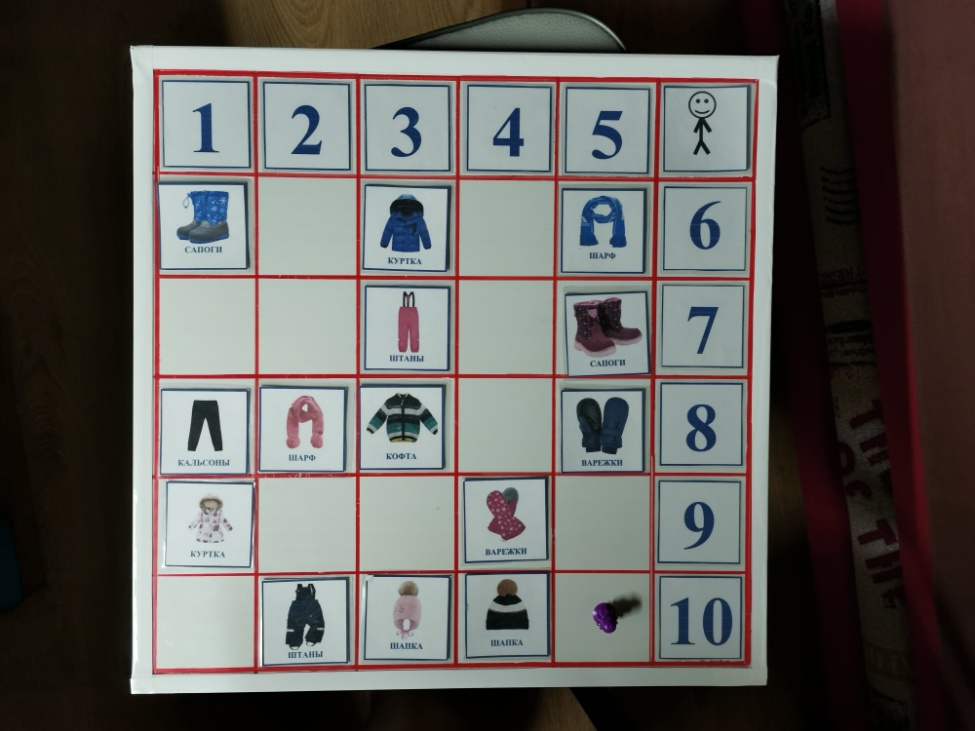 1 2 3 4 5
САПОГИ КУРТКА ШАРФ 6
ШТАНЫ САПОГИ 7
КАЛЬСОНЫ ШАРФ КОФТА ВАРЕЖКИ 8
КУРТКА ВАРЕЖКИ 9
ШТАНЫ ШАПКА ШАПКА 10